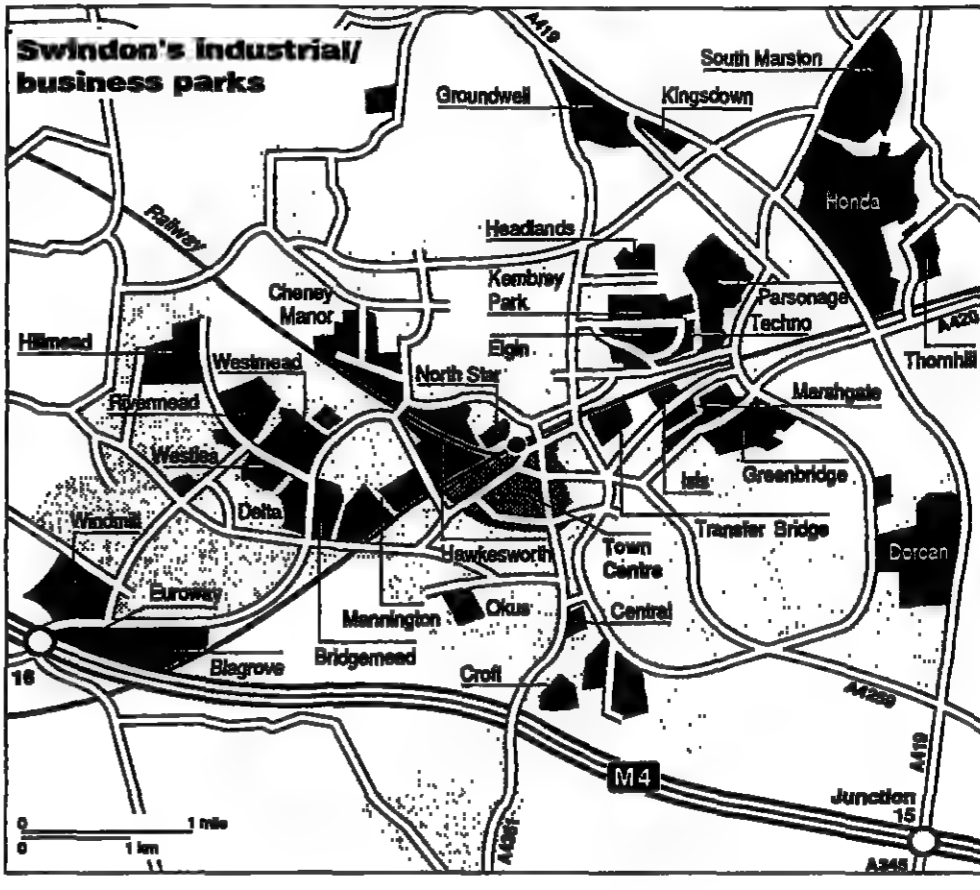 Swindon's industrial/
business parks
A419
South Marston
Groundwell
Kingsdown
Honda
Railway
Headlands
Kembrey
Park
Cheney
Manor
Parsonage
Techno
A420
Elgin
Hillmead
Westmead
North Star
Thornhill
Rivermead
Marshgate
Westlea
Isis
Greenbridge
Windmill
Delta
Transfer Bridge
Hawkesworth
Town
Centre
Dorcan
Euroway
Mannington
Okus
Central
Blagrove
Bridgemead
16
Croft
A4259
A419
M4
Junction
15
0
1 mile
0
1 km
A4361
A345